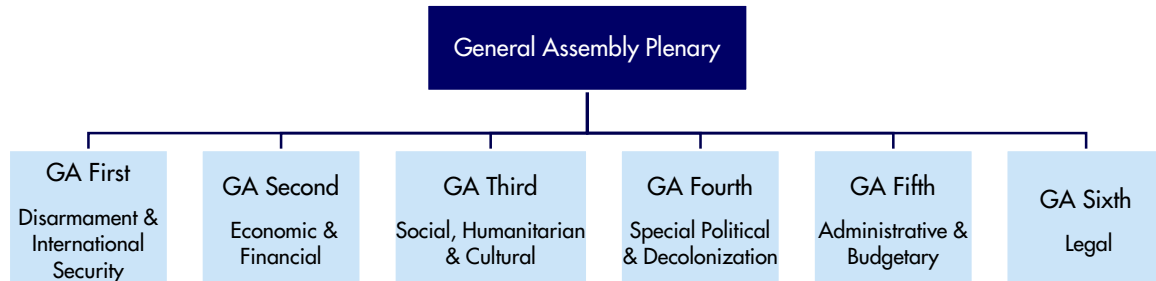 General Assembly Plenary
GA First
Disarmament &
International
Security
GA Second
Economic &
Financial
GA Third
Social, Humanitarian
& Cultural
GA Fourth
Special Political
& Decolonization
GA Fifth
Administrative &
Budgetary
GA Sixth
Legal